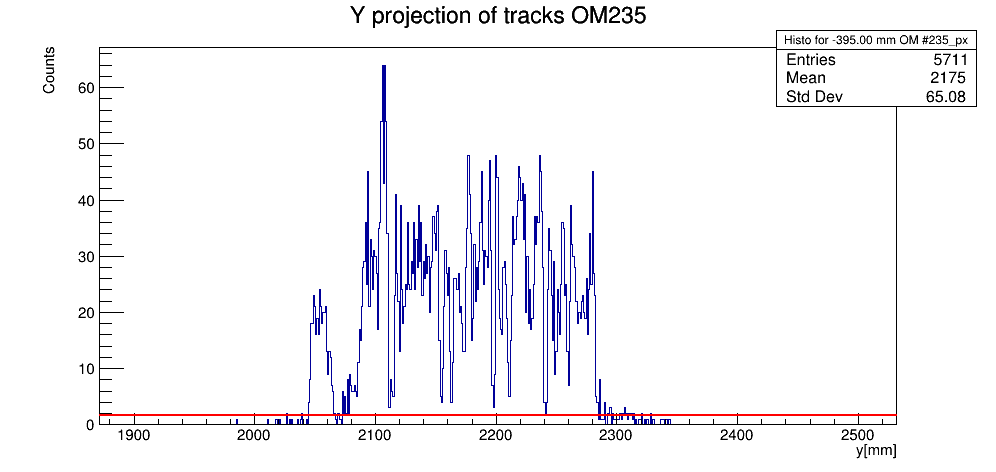 Y projection of tracks OM235
Histo for -395.00 mm OM #235_px
Entries 5711
Mean 2175
Std Dev 65.08
Counts
60
50
40
30
20
10
0
1900 2000 2100 2200 2300 2400 2500
y[mm]